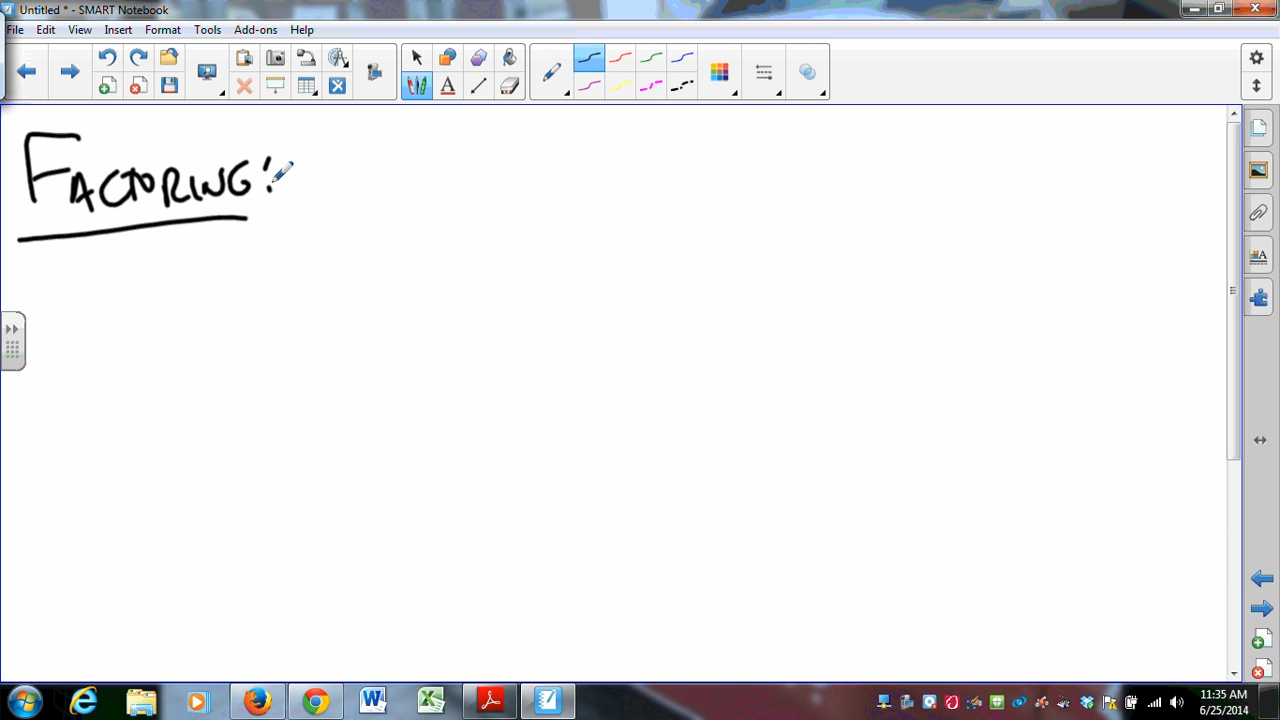 Untitled * - SMART Notebook
File Edit View Insert Format Tools Add-ons Help
FACTORING:
11:35 AM
6/25/2014